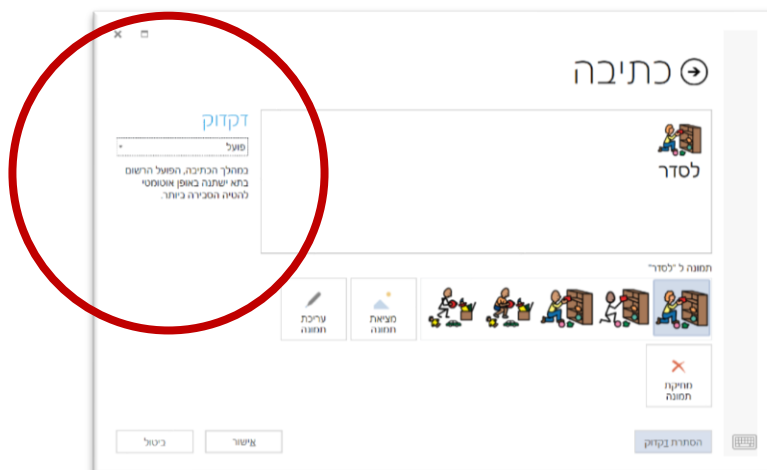 כתיבה
דקדוק
פועל
במהלך הכתיבה, הפועל הרשום
בתא ישתנה באופן אוטומטי
להטיה הסבירה ביותר.
לסדר
תמונה ל "לסדר"
מציאת
תמונה
עריכת
תמונה
מחיקת
תמונה
הסתרת דקדוק
אישור
ביטול